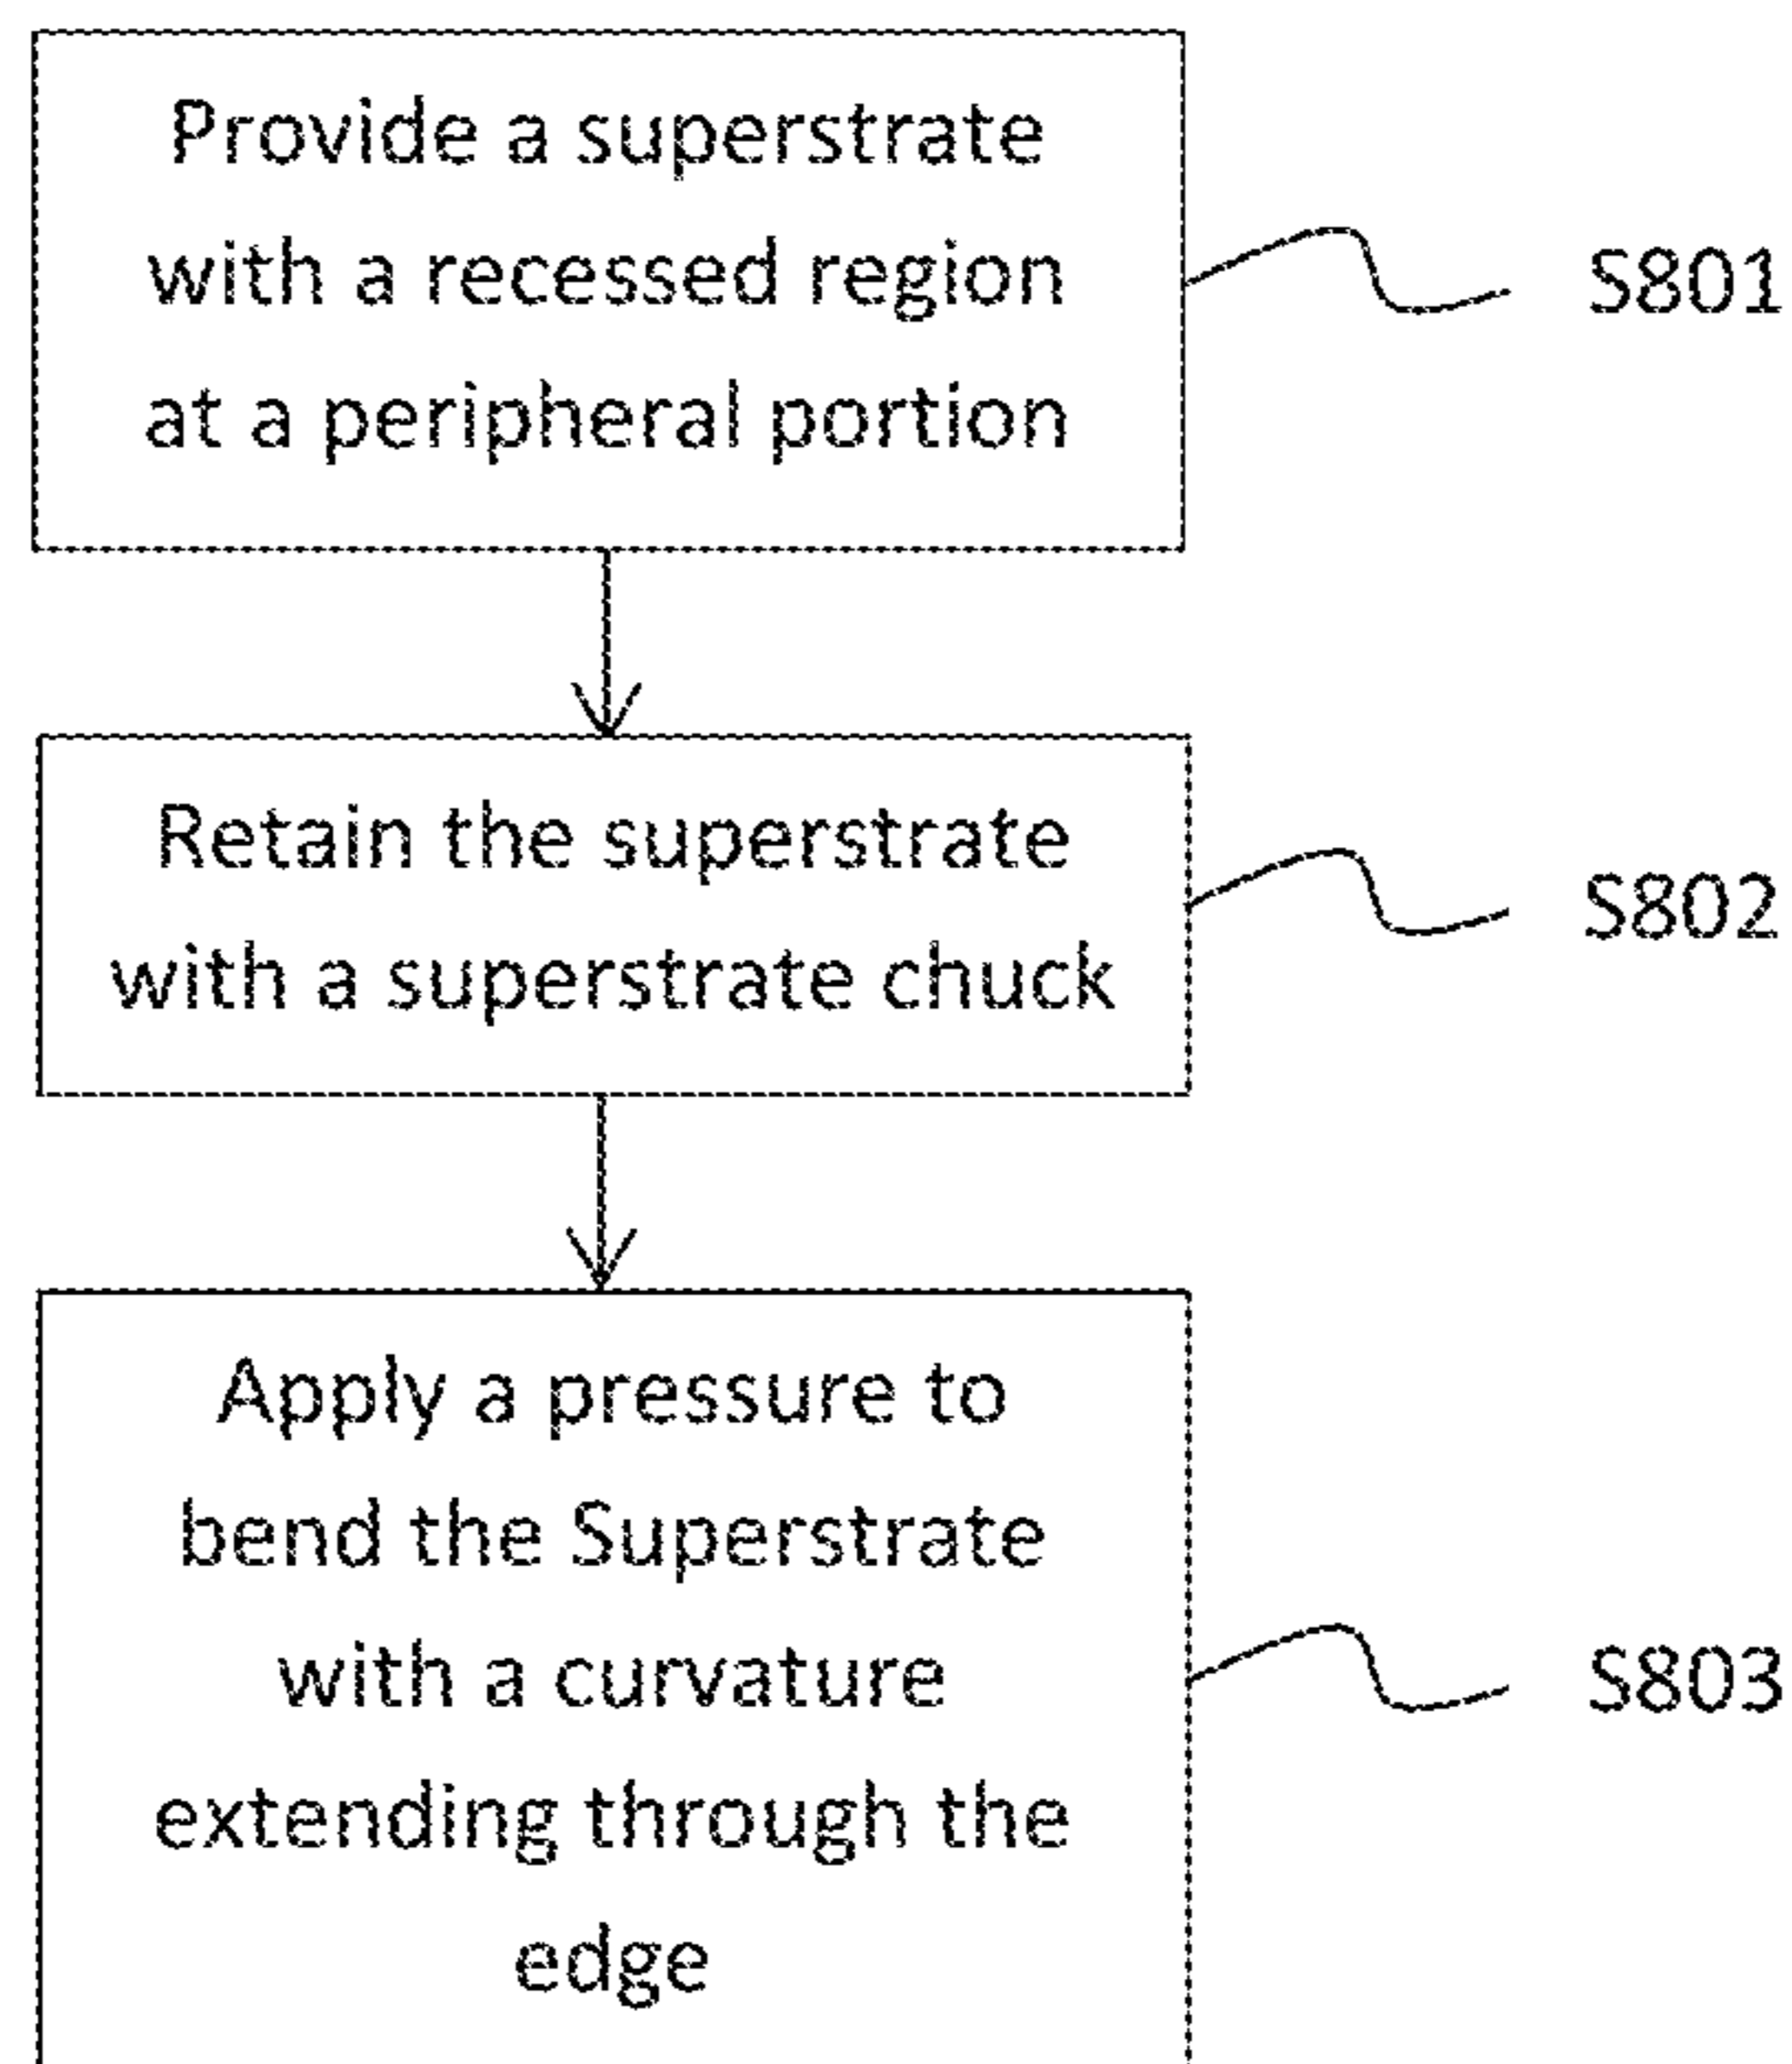 Provide a superstrate
with a recessed region
at a peripheral portion
S801
Retain the superstrate
with a superstrate chuck
S802
Apply a pressure to
bend the Superstrate
with a curvature
extending through the
edge
S803